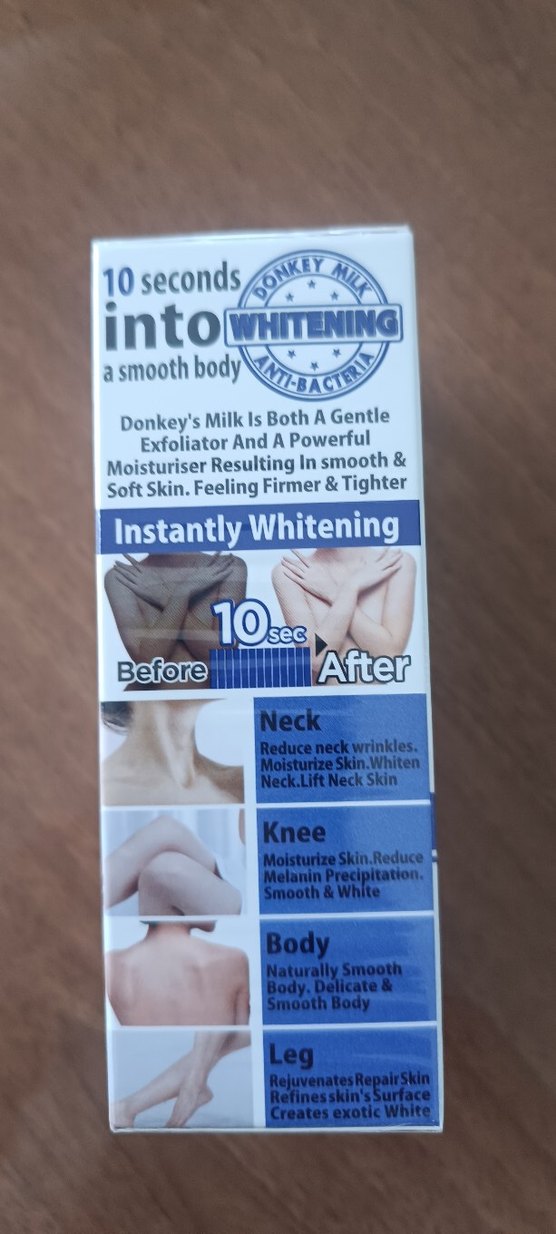 10 seconds
into
a smooth body
DONKEY MILK
WHITENING
ANTI-BACTERIA
Donkey's Milk Is Both A Gentle
Exfoliator And A Powerful
Moisturiser Resulting In smooth &
Soft Skin. Feeling Firmer & Tighter
Instantly Whitening
10sec
Before
After
Neck
Reduce neck wrinkles.
Moisturize Skin.Whiten
Neck.Lift Neck Skin
Knee
Moisturize Skin.Reduce
Melanin Precipitation.
Smooth & White
Body
Naturally Smooth
Body. Delicate &
Smooth Body
Leg
Rejuvenates Repair Skin
Refines skin's Surface
Creates exotic White